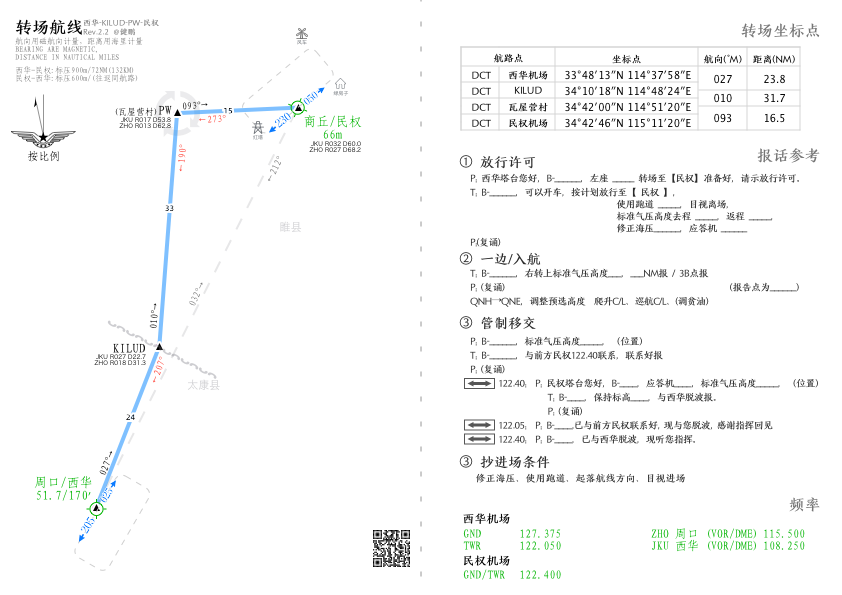 转场航线 西华-KILUD-PW-民权
Rev.2.2 @键鹏
航向用磁航向计量，距离用海里计量
BEARING ARE MAGNETIC,
DISTANCE IN NAUTICAL MILES
西华-民权:标压900m/72NM(132KM)
民权-西华:标压600m/(往返同航路)
按比例
风车
蜂窝子
红塔
(瓦屋营村) PW
JKU R017 D53.8
ZHO R013 D62.8
093°→
15
←273°
230
050
商丘/民权
66m
JKU R032 D60.0
ZHO R027 D68.2
←190°
←212°
33
睢县
032°→
010°→
KILUD
JKU R027 D22.7
ZHO R018 D31.3
←207°
太康县
24
027°→
周口/西华
51.7/170'
025°
205
转场坐标点
航路点 坐标点 航向(°M) 距离(NM)
DCT 西华机场 33°48'13"N 114°37'58"E 027 23.8
DCT KILUD 34°10'18"N 114°48'24"E 010 31.7
DCT 瓦屋营村 34°42'00"N 114°51'20"E 093 16.5
DCT 民权机场 34°42'46"N 115°11'20"E
报话参考
① 放行许可
P: 西华塔台您好，B-_____，左座 _____ 转场至【民权】准备好，请示放行许可。
T: B-_____，可以开车，按计划放行至【 民权 】,
使用跑道 _____，目视离场，
标准气压高度去程 _____，返程 _____，
修正海压_____，应答机 _____
P:(复诵)
② 一边/入航
T: B-_____，右转上标准气压高度___，___NM报 / 3B点报
P: (复诵) (报告点为______)
QNH→QNE，调整预选高度 爬升C/L、巡航C/L、(调贫油)
③ 管制移交
P: B-_____，标准气压高度_____，（位置）
T: B-_____，与前方民权122.40联系，联系好报
P: (复诵)
122.40: P: 民权塔台您好，B-____，应答机____，标准气压高度_____，（位置）
T: B-____，保持标高____，与西华脱波报。
P: (复诵)
122.05: P: B-____,已与前方民权联系好，现与您脱波，感谢指挥回见
122.40: P: B-____，已与西华脱波，现听您指挥。
③ 抄进场条件
修正海压、使用跑道、起落航线方向、目视进场
频率
西华机场
GND 127.375 ZHO 周口 (VOR/DME) 115.500
TWR 122.050 JKU 西华 (VOR/DME) 108.250
民权机场
GND/TWR 122.400